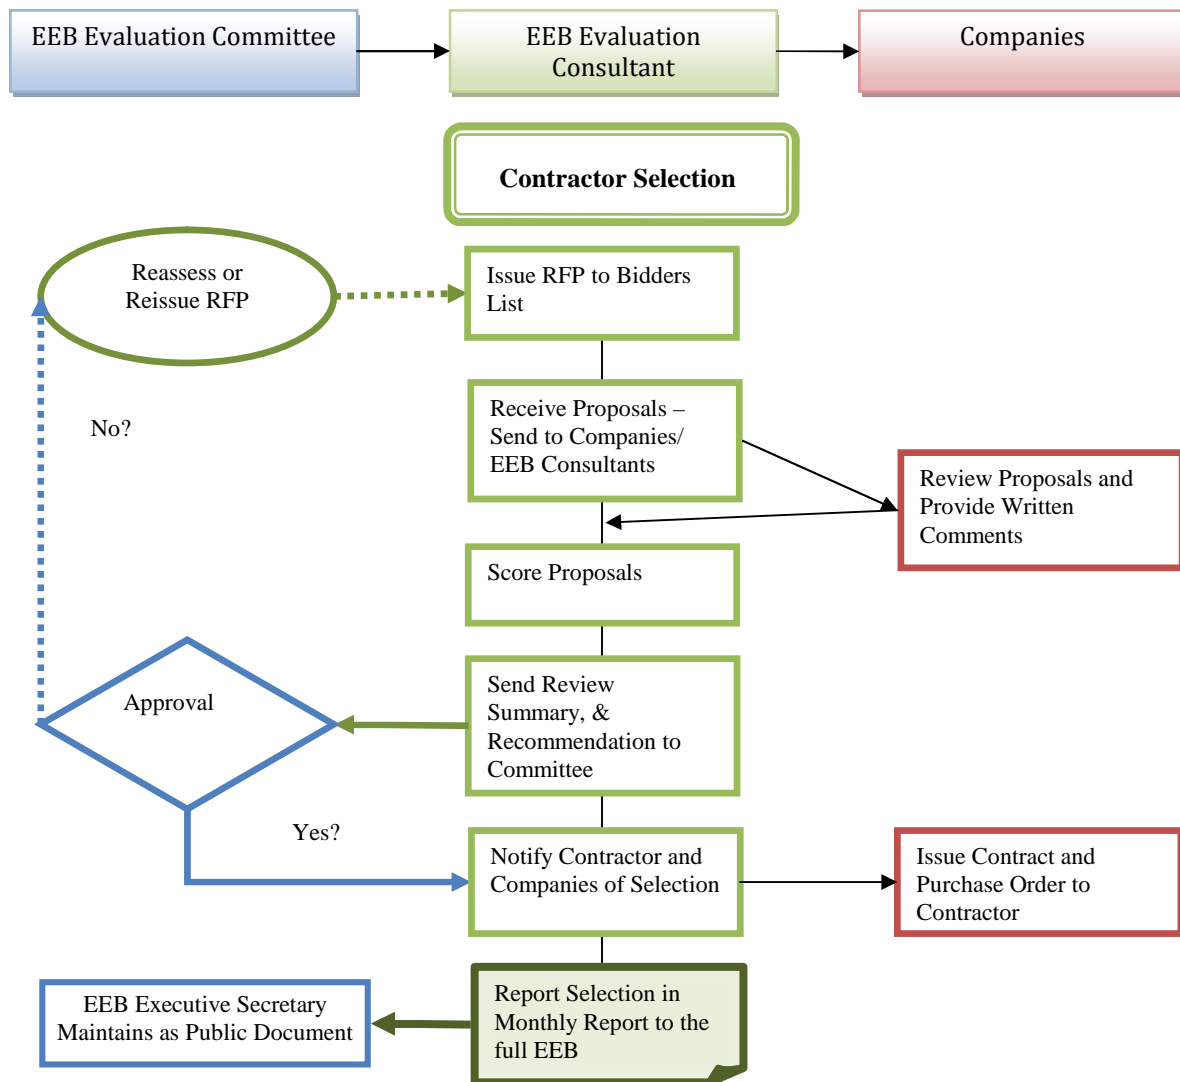 EEB Evaluation Committee
EEB Evaluation
Consultant
Companies
Contractor Selection
Reassess or
Reissue RFP
Issue RFP to Bidders
List
No?
Receive Proposals –
Send to Companies/
EEB Consultants
Review Proposals and
Provide Written
Comments
Score Proposals
Approval
Send Review
Summary, &
Recommendation to
Committee
Yes?
Notify Contractor and
Companies of Selection
Issue Contract and
Purchase Order to
Contractor
EEB Executive Secretary
Maintains as Public Document
Report Selection in
Monthly Report to the
full EEB